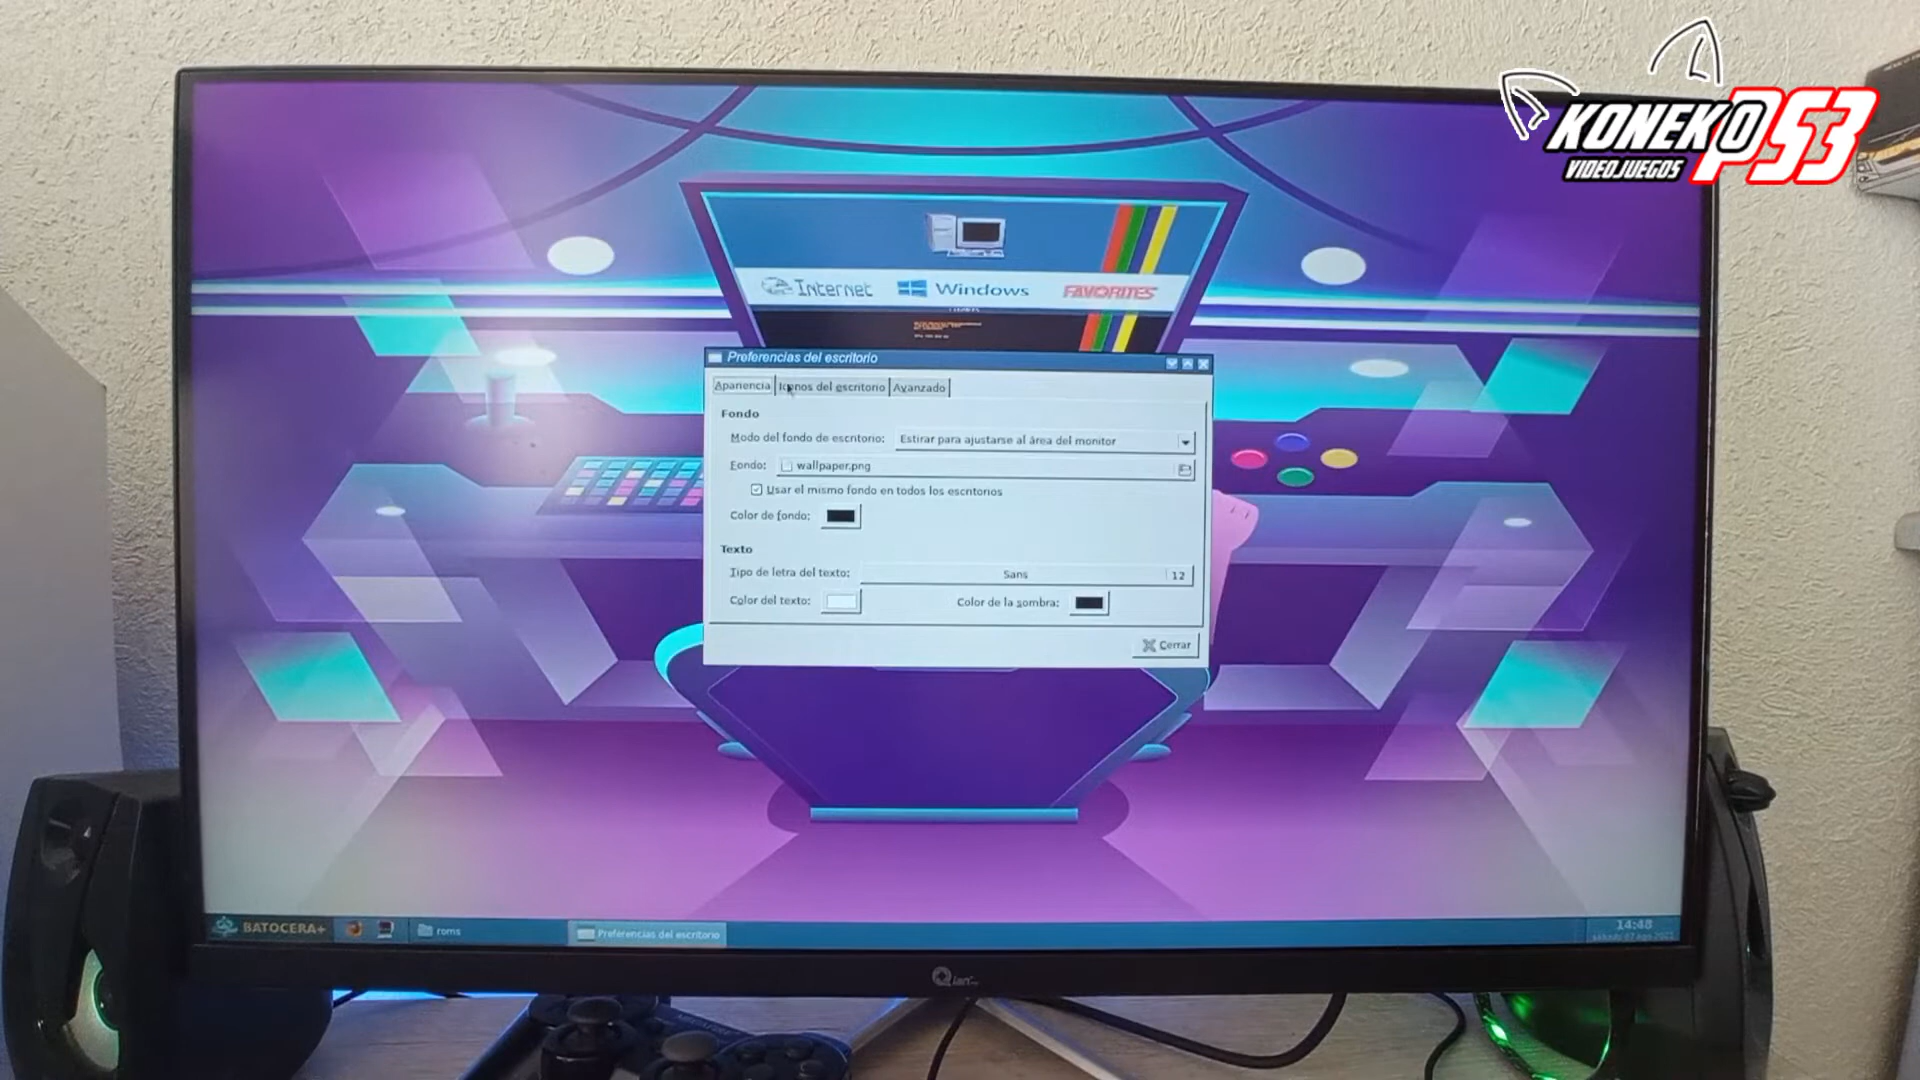 KONEKO PS3
VIDEOJUEGOS
Internet
Windows
FAVORITES
Preferencias del escritorio
Apariencia
Iconos del escritorio
Avanzado
Fondo
Modo del fondo de escritorio:
Estirar para ajustarse al área del monitor
Fondo:
wallpaper.png
Usar el mismo fondo en todos los escritorios
Color de fondo:
Texto
Tipo de letra del texto:
Sans
12
Color del texto:
Color de la sombra:
Cerrar
BATOCERA+
roms
Preferencias del escritorio
14:48
Qian